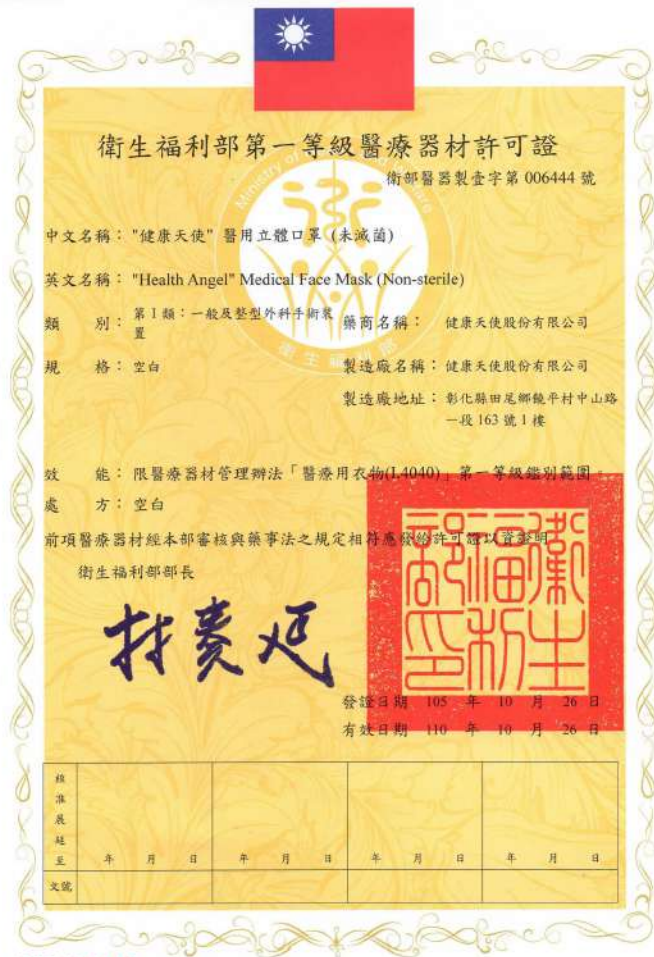 衛生福利部第一等級醫療器材許可證
衛部醫器製壹字第 006444 號
中文名稱："健康天使" 醫用立體口罩 (未滅菌)
英文名稱："Health Angel" Medical Face Mask (Non-sterile)
類 別：第 I 類：一般及整型外科手術裝置
藥商名稱： 健康天使股份有限公司
規 格：空白
製造廠名稱：健康天使股份有限公司
製造廠地址：彰化縣田尾鄉饒平村中山路
一段 163 號 1 樓
效 能：限醫療器材管理辦法「醫療用衣物(I.4040)」第一等級鑑別範圍。
處 方：空白
前項醫療器材經本部審核與藥事法之規定相符應發給許可證以資證明
衛生福利部部長
林奏延
衛生福利部印
發證日期 105 年 10 月 26 日
有效日期 110 年 10 月 26 日
核准展延至
年 月 日 年 月 日 年 月 日 年 月 日
文號